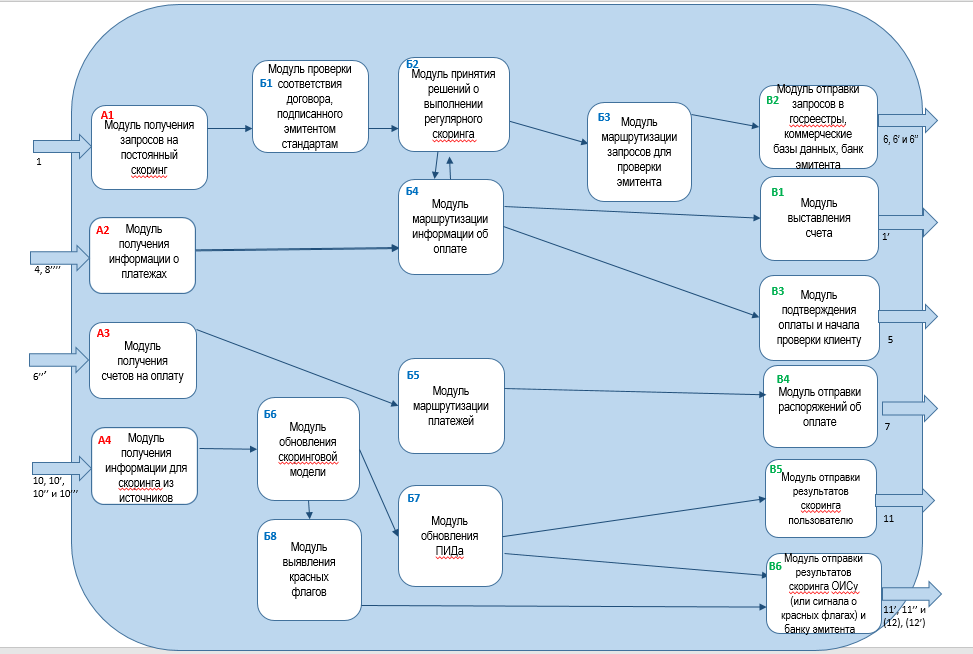 А1
Модуль получения
запросов на
постоянный
скоринг
1
Модуль проверки
Б1 соответствия
договора,
подписанного
эмитентом
стандартам
Б2
Модуль принятия
решений о
выполнении
регулярного
скоринга
Б3 Модуль
маршрутизации
запросов для
проверки
эмитента
Модуль отправки
В2 запросов в
госреестры,
коммерческие
базы данных, банк
эмитента
6, 6' и 6''
А2 Модуль
получения
информации о
платежах
4, 8''''
Б4
Модуль
маршрутизации
информации об
оплате
В1
Модуль
выставления
счета
1'
В3 Модуль
подтверждения
оплаты и начала
проверки клиенту
5
А3
Модуль
получения
счетов на оплату
6'''
Б5
Модуль
маршрутизации
платежей
В4
Модуль отправки
распоряжений об
оплате
7
А4 Модуль
получения
информации для
скоринга из
источников
10, 10',
10'' и 10'''
Б6
Модуль
обновления
скоринговой
модели
Б7
Модуль
обновления
ПИДа
В5
Модуль отправки
результатов
скоринга
пользователю
11
Б8
Модуль
выявления
красных
флагов
Модуль отправки
В6 результатов
скоринга ОИСу
(или сигнала о
красных флагах) и
банку эмитента
11', 11'' и
(12), (12')